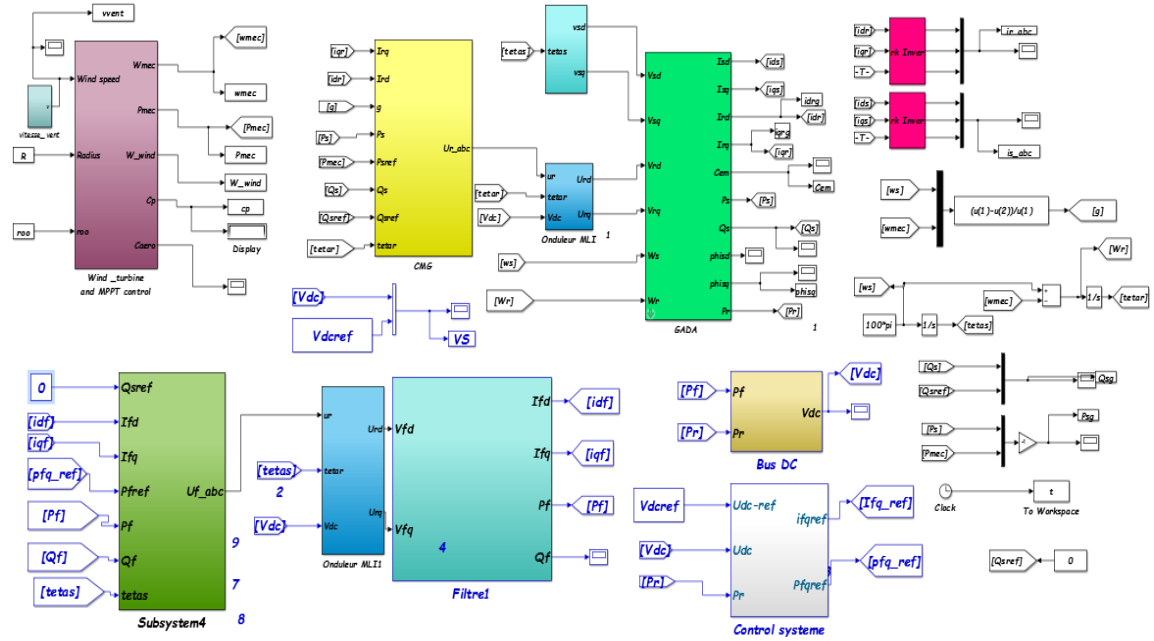 vvent
[wmec]
Wind speed
Wmec
wmec
vitesse_vent
Pmec
[Pmec]
Pmec
R
Radius
W_wind
W_wind
Cp
cp
roo
roo
Display
Caero
Wind _turbine
and MPPT control
[iqr]
Irq
[idr]
Ird
[g]
g
[Ps]
Ps
[Pmec]
Psref
[Qs]
Qs
[Qsref]
Qsref
[tetar]
tetar
Ur_abc
CMG
[tetas]
tetas
vsd
vsq
[tetar]
[Vdc]
ur
tetar
Vdc
Urd
Urq
Onduleur MLI
1
[ws]
[Wr]
Vsd
Vsq
Vrd
Vrq
Ws
Wr
Isd
Isq
Ird
Irq
Cem
Ps
Qs
phisd
phisq
Pr
GADA
1
[ids]
[iqs]
idrg
[idr]
iqrg
[iqr]
Cem
[Ps]
[Qs]
phisq
[Pr]
[idr]
[iqr]
-T-
rk Inver
ir_abc
[ids]
[iqs]
-T-
rk Inver
is_abc
[ws]
[wmec]
(u(1)-u(2))/u(1)
[g]
[Wr]
[ws]
[wmec]
+
-
1/s
[tetar]
100*pi
1/s
[tetas]
[Vdc]
Vdcref
VS
0
Qsref
[idf]
Ifd
[iqf]
Ifq
[pfq_ref]
Pfref
[Pf]
Pf
[Qf]
Qf
[tetas]
tetas
Uf_abc
9
7
8
Subsystem4
[tetas]
2
[Vdc]
ur
tetar
Vdc
Urd
Urq
Onduleur MLI1
Vfd
Vfq
4
Ifd
Ifq
Pf
Qf
Filtre1
[idf]
[iqf]
[Pf]
[Pf]
[Pr]
Pf
Pr
Vdc
Bus DC
[Vdc]
Vdcref
[Vdc]
[Pr]
Udc-ref
Udc
Pr
ifqref
Pfqref
Control systeme
[Ifq_ref]
[pfq_ref]
[Qs]
[Qsref]
Qsg
[Ps]
[Pmec]
Psg
Clock
t
To Workspace
[Qsref]
0